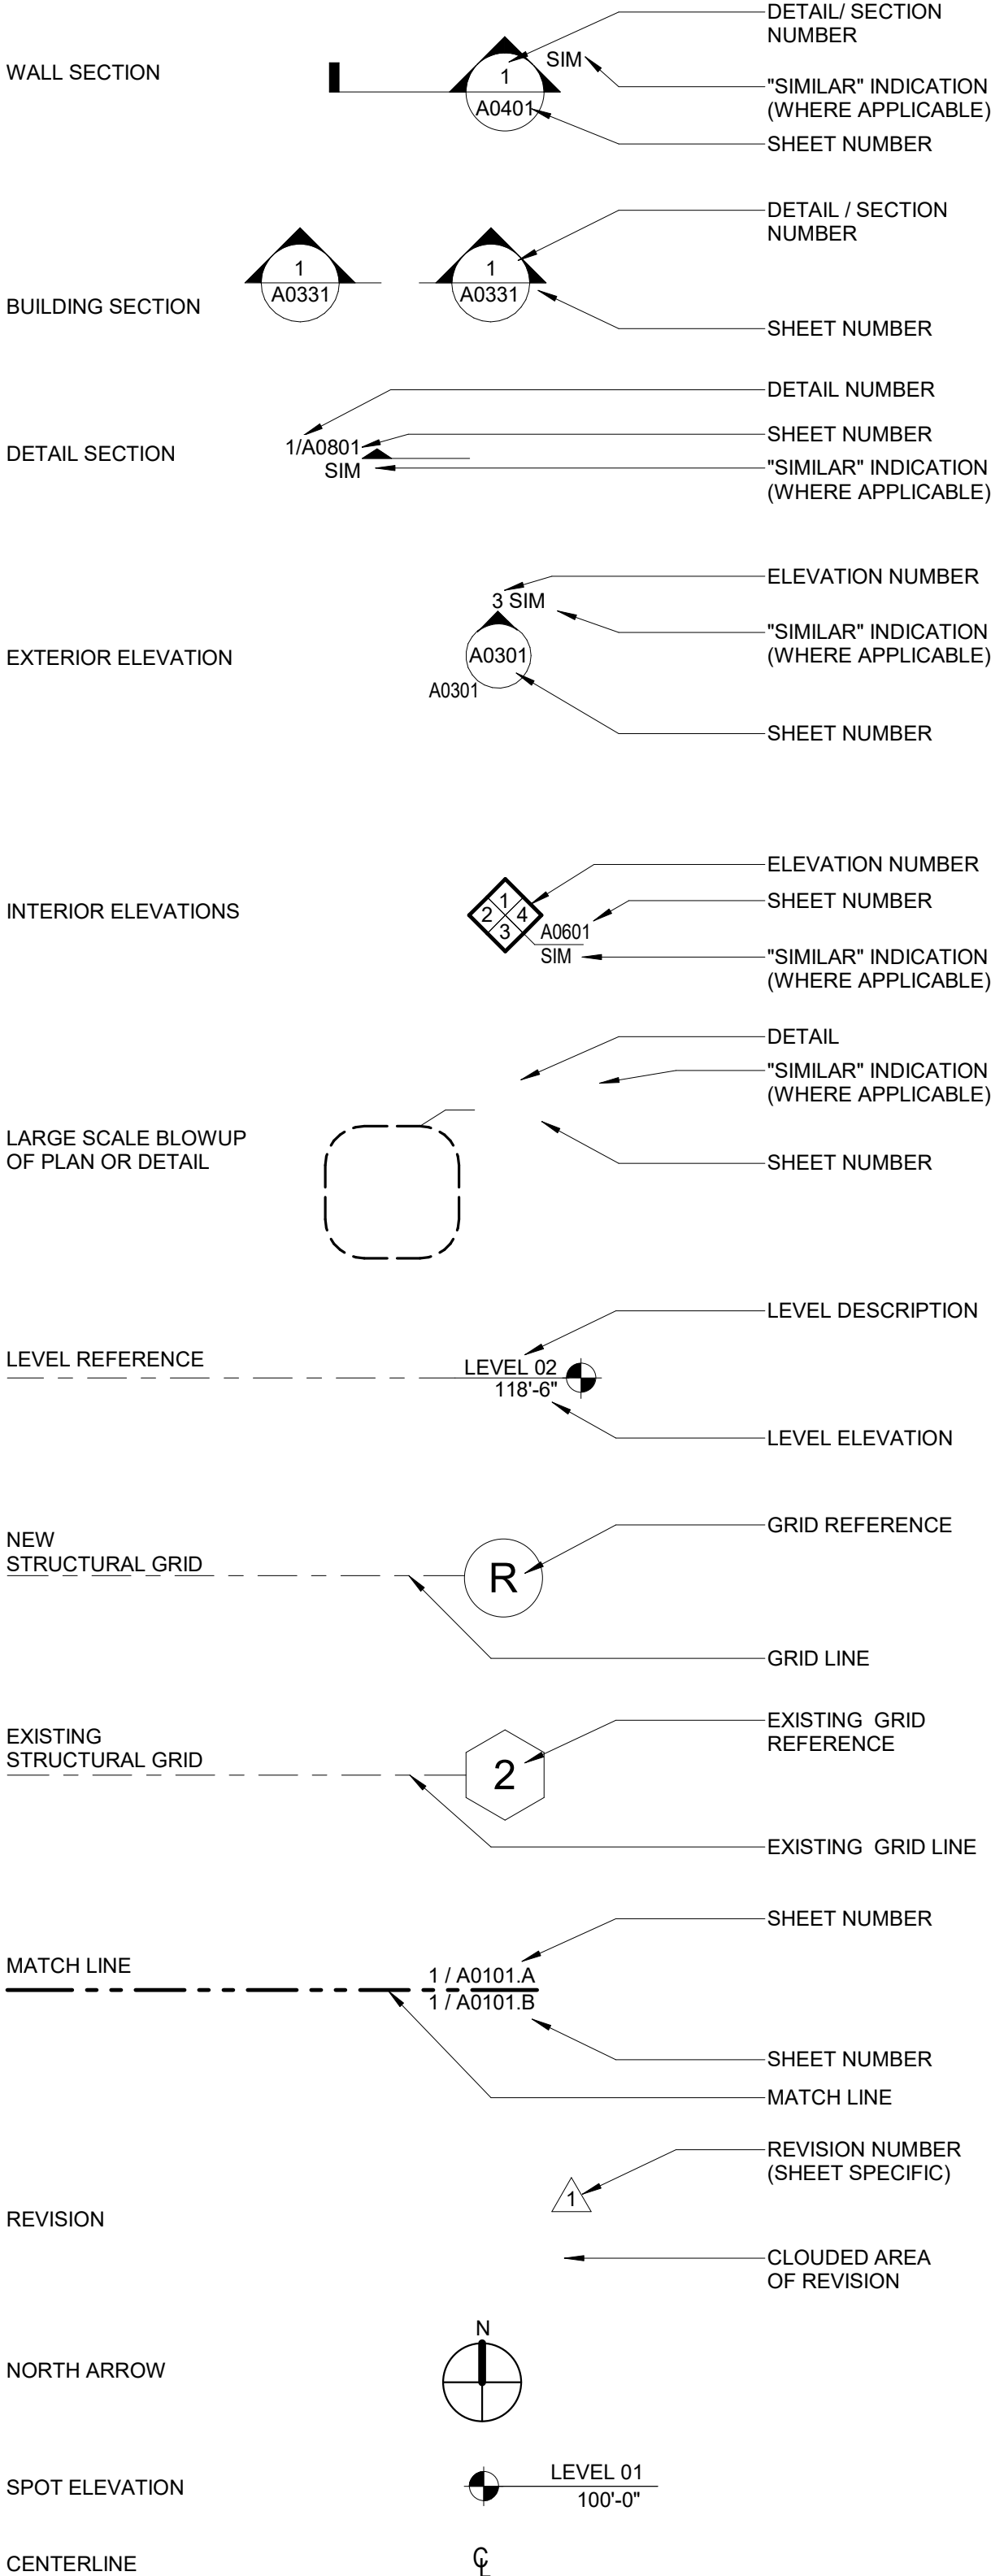 DETAIL/ SECTION
NUMBER
WALL SECTION
SIM
1
"SIMILAR" INDICATION
(WHERE APPLICABLE)
A0401
SHEET NUMBER
DETAIL / SECTION
NUMBER
1
1
A0331
A0331
BUILDING SECTION
SHEET NUMBER
DETAIL NUMBER
1/A0801
SHEET NUMBER
DETAIL SECTION
SIM
"SIMILAR" INDICATION
(WHERE APPLICABLE)
ELEVATION NUMBER
3 SIM
"SIMILAR" INDICATION
(WHERE APPLICABLE)
EXTERIOR ELEVATION
A0301
A0301
SHEET NUMBER
ELEVATION NUMBER
INTERIOR ELEVATIONS
1
2 4
3
A0601
SHEET NUMBER
SIM
"SIMILAR" INDICATION
(WHERE APPLICABLE)
DETAIL
"SIMILAR" INDICATION
(WHERE APPLICABLE)
LARGE SCALE BLOWUP
OF PLAN OR DETAIL
SHEET NUMBER
LEVEL DESCRIPTION
LEVEL REFERENCE
LEVEL 02
118'-6"
LEVEL ELEVATION
GRID REFERENCE
NEW
STRUCTURAL GRID
R
GRID LINE
EXISTING GRID
REFERENCE
EXISTING
STRUCTURAL GRID
2
EXISTING GRID LINE
SHEET NUMBER
MATCH LINE
1 / A0101.A
1 / A0101.B
SHEET NUMBER
MATCH LINE
REVISION NUMBER
(SHEET SPECIFIC)
1
REVISION
CLOUDED AREA
OF REVISION
N
NORTH ARROW
SPOT ELEVATION
LEVEL 01
100'-0"
CENTERLINE
℄